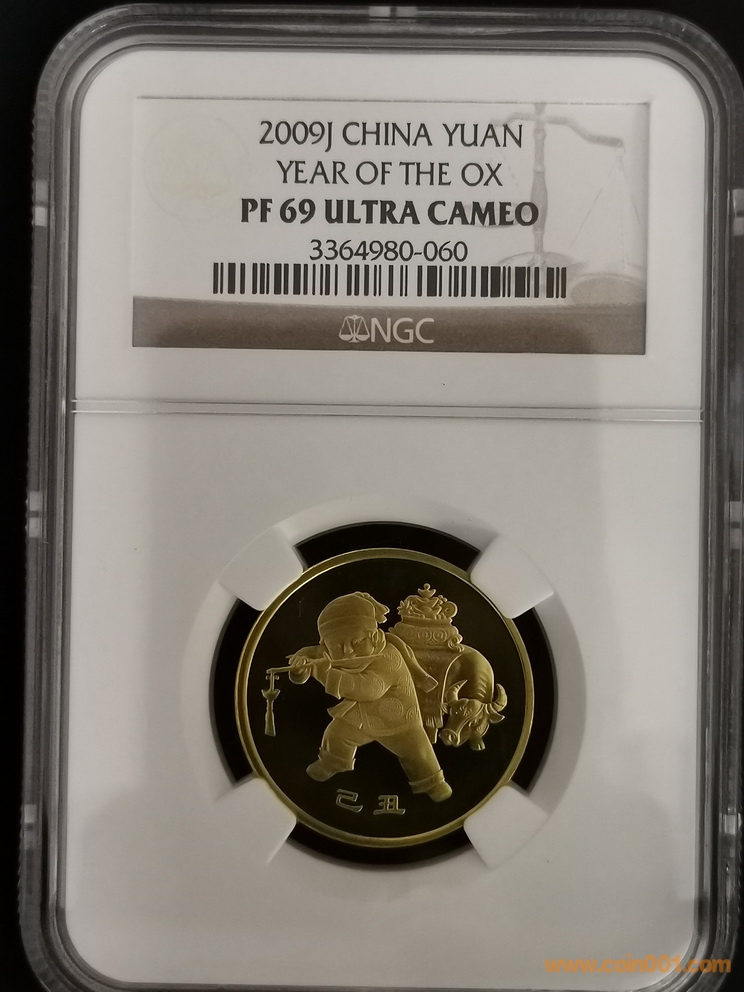 2009J CHINA YUAN
YEAR OF THE OX
PF 69 ULTRA CAMEO
3364980-060
NGC
己丑
www.coin001.com